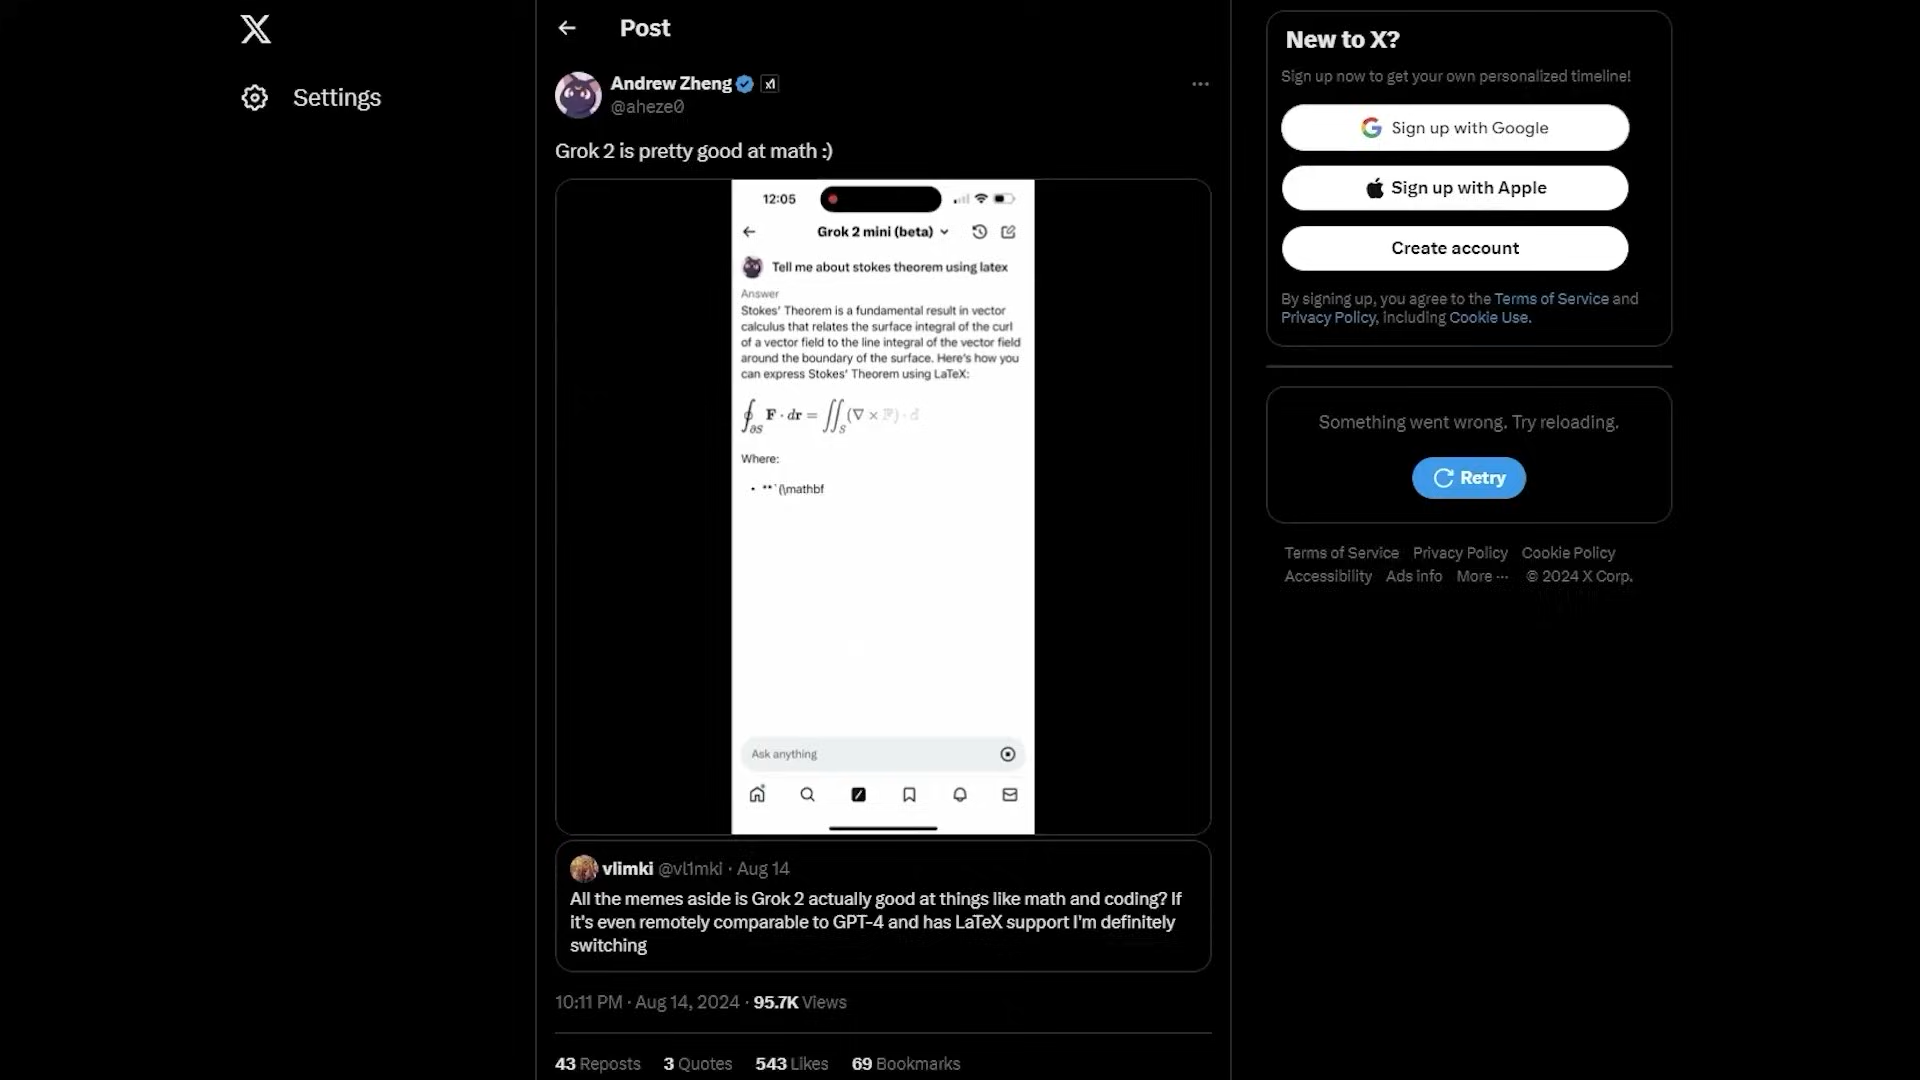 Settings
Post
Andrew Zheng
@aheze0
Grok 2 is pretty good at math :)
12:05
Grok 2 mini (beta)
Tell me about stokes theorem using latex
Answer
Stokes' Theorem is a fundamental result in vector
calculus that relates the surface integral of the curl
of a vector field to the line integral of the vector field
around the boundary of the surface. Here's how you
can express Stokes' Theorem using LaTeX:
∮∂S F · dr = ∬S (∇ × F) · d
Where:
• **`(\mathbf
Ask anything
vlimki @vl1mki · Aug 14
All the memes aside is Grok 2 actually good at things like math and coding? If
it's even remotely comparable to GPT-4 and has LaTeX support I'm definitely
switching
10:11 PM · Aug 14, 2024 · 95.7K Views
43 Reposts 3 Quotes 543 Likes 69 Bookmarks
New to X?
Sign up now to get your own personalized timeline!
Sign up with Google
Sign up with Apple
Create account
By signing up, you agree to the Terms of Service and
Privacy Policy, including Cookie Use.
Something went wrong. Try reloading.
Retry
Terms of Service Privacy Policy Cookie Policy
Accessibility Ads info More ··· © 2024 X Corp.